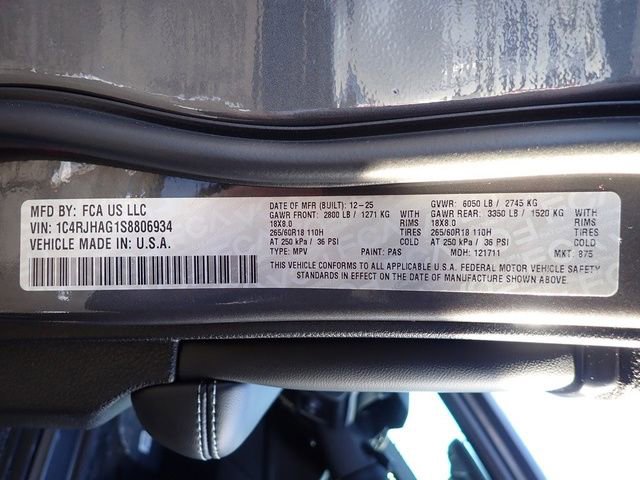 MFD BY: FCA US LLC
VIN: 1C4RJHAG1S8806934
VEHICLE MADE IN: U.S.A.
DATE OF MFR (BUILT): 12-25 GVWR: 6050 LB / 2745 KG
GAWR FRONT: 2800 LB / 1271 KG WITH GAWR REAR: 3350 LB / 1520 KG WITH
18X8.0 RIMS 18X8.0 RIMS
265/60R18 110H TIRES 265/60R18 110H TIRES
AT 250 kPa / 36 PSI COLD AT 250 kPa / 36 PSI COLD
TYPE: MPV PAINT: PAS MDH: 121711 MKT: 875
THIS VEHICLE CONFORMS TO ALL APPLICABLE U.S.A. FEDERAL MOTOR VEHICLE SAFETY
STANDARDS IN EFFECT ON THE DATE OF MANUFACTURE SHOWN ABOVE.